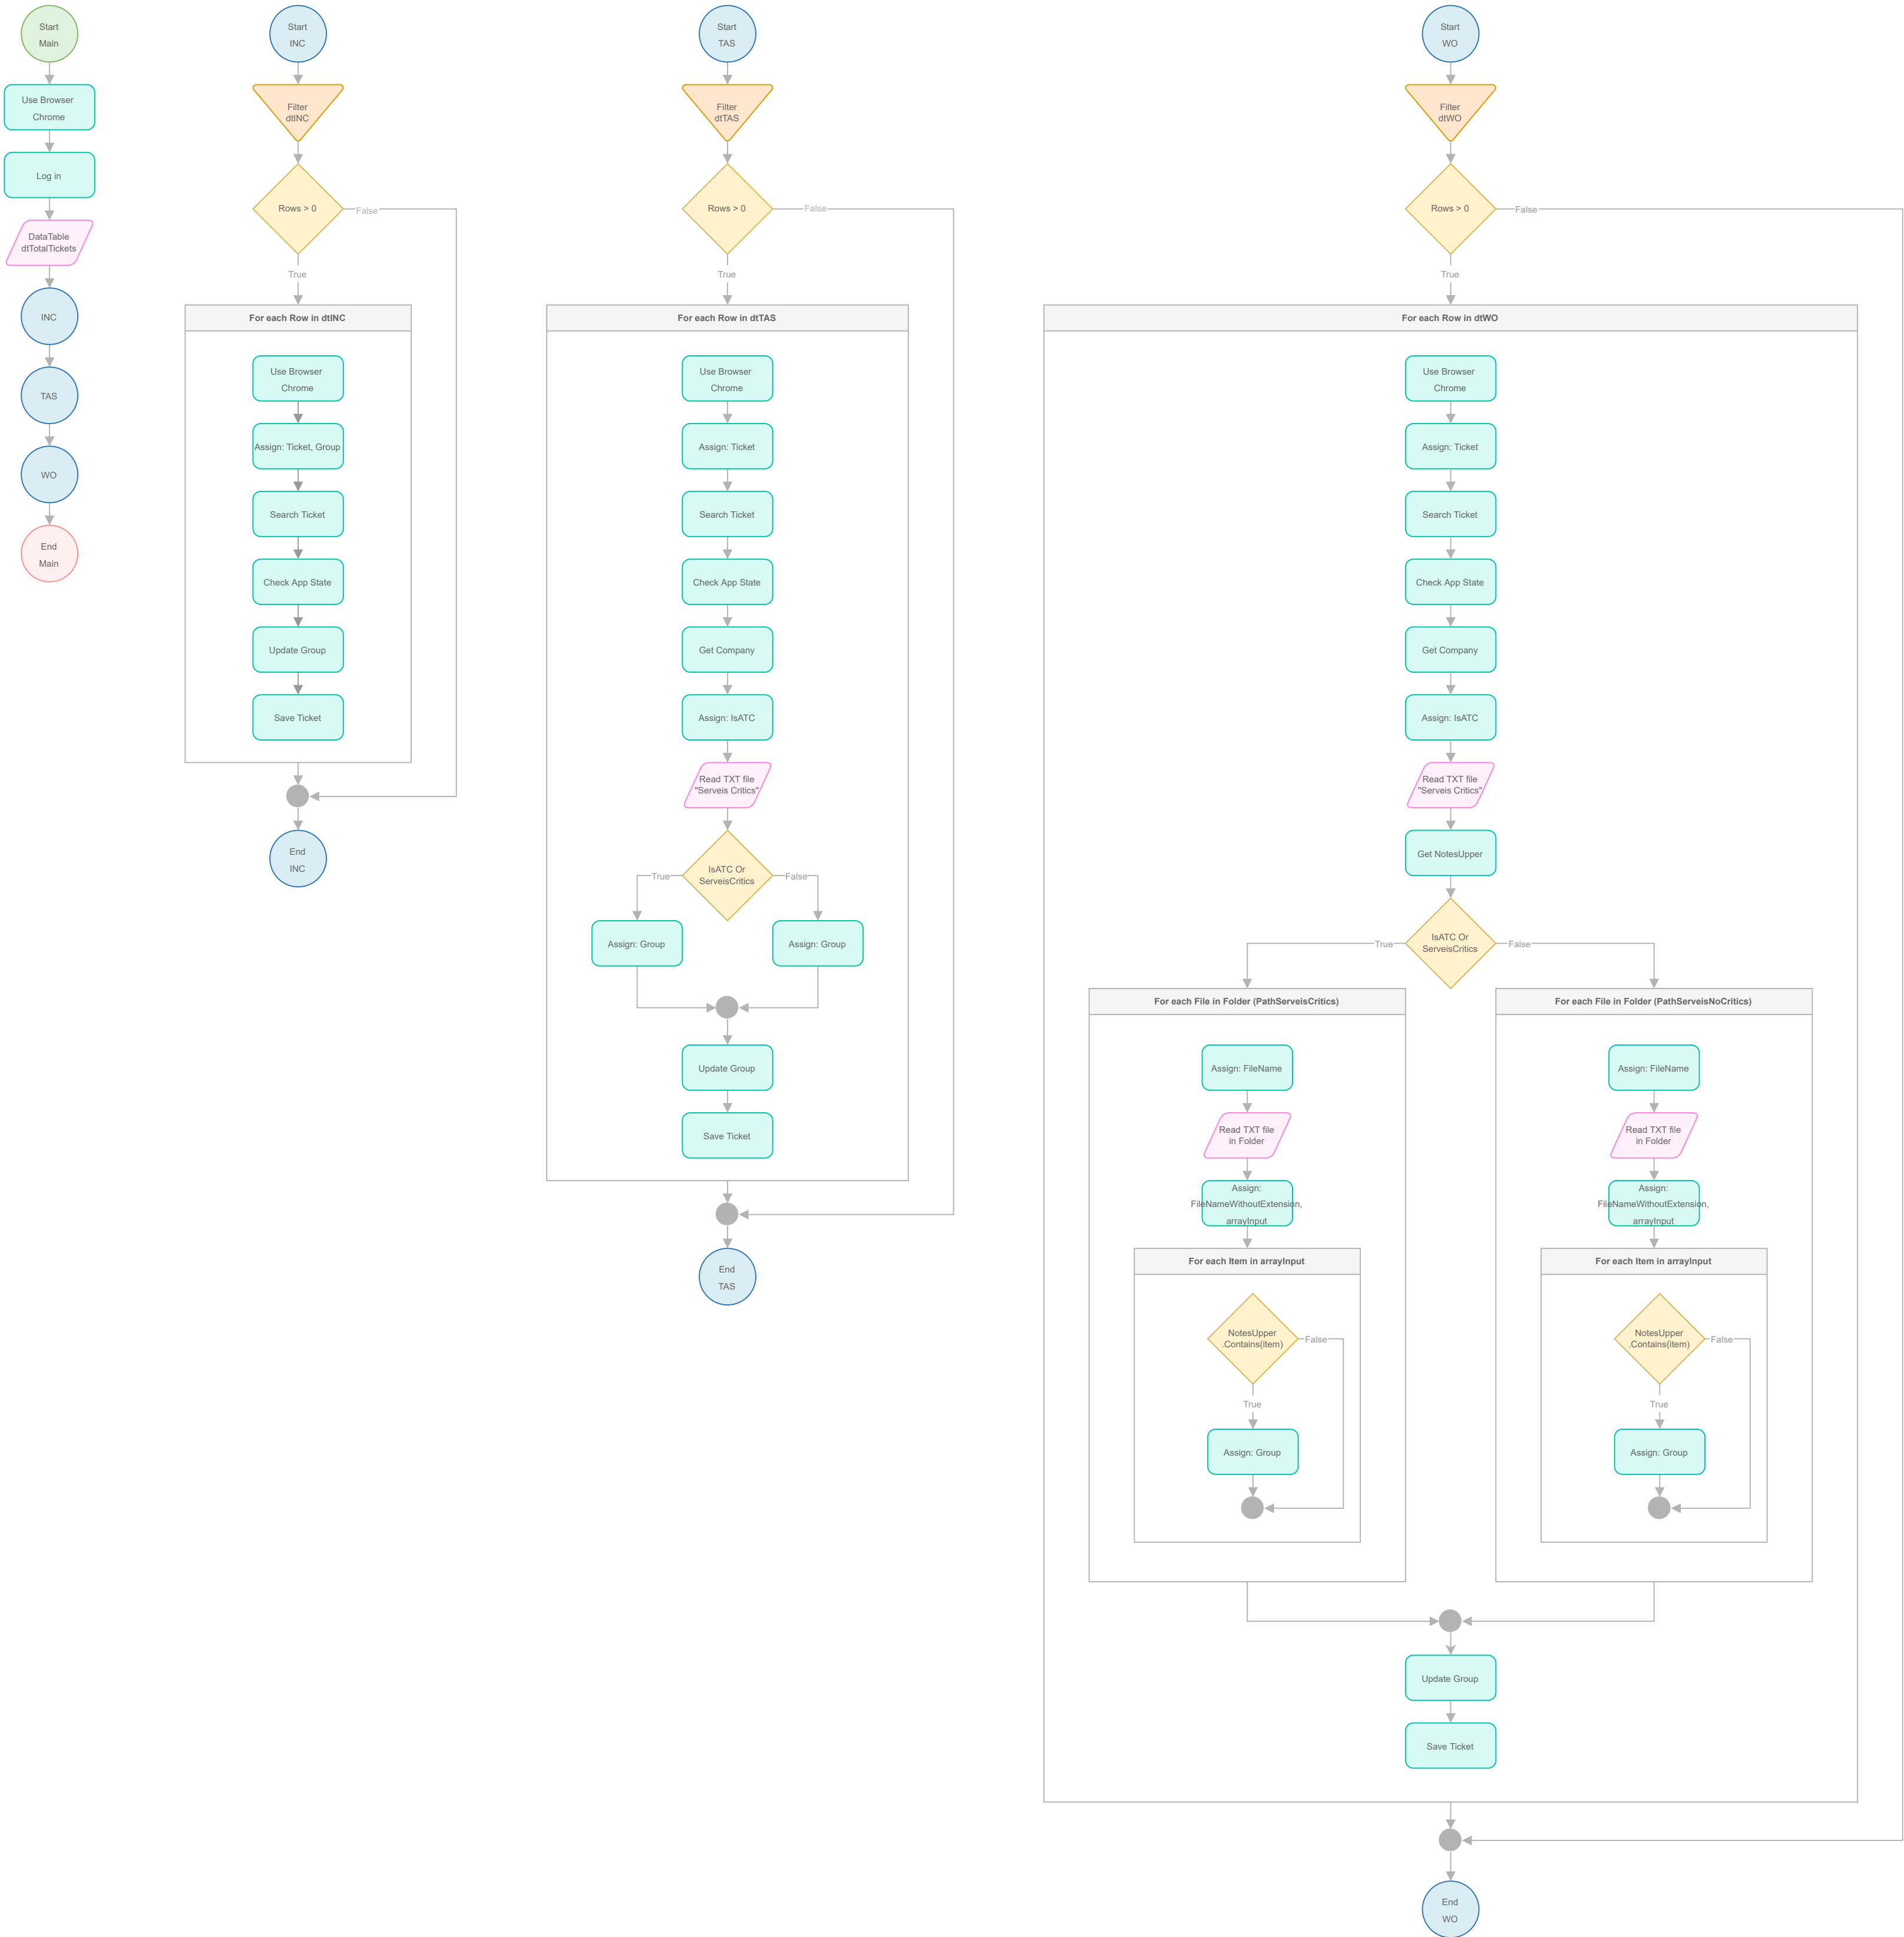 Start
Main
Use Browser
Chrome
Log in
DataTable
dtTotalTickets
INC
TAS
WO
End
Main
Start
INC
Filter
dtINC
Rows > 0
False
True
For each Row in dtINC
Use Browser
Chrome
Assign: Ticket, Group
Search Ticket
Check App State
Update Group
Save Ticket
End
INC
Start
TAS
Filter
dtTAS
Rows > 0
False
True
For each Row in dtTAS
Use Browser
Chrome
Assign: Ticket
Search Ticket
Check App State
Get Company
Assign: IsATC
Read TXT file
"Serveis Critics"
IsATC Or
ServeisCritics
True
False
Assign: Group
Assign: Group
Update Group
Save Ticket
End
TAS
Start
WO
Filter
dtWO
Rows > 0
False
True
For each Row in dtWO
Use Browser
Chrome
Assign: Ticket
Search Ticket
Check App State
Get Company
Assign: IsATC
Read TXT file
"Serveis Critics"
Get NotesUpper
IsATC Or
ServeisCritics
True
False
For each File in Folder (PathServeisCritics)
Assign: FileName
Read TXT file
in Folder
Assign:
FileNameWithoutExtension,
arrayInput
For each Item in arrayInput
NotesUpper
.Contains(item)
False
True
Assign: Group
For each File in Folder (PathServeisNoCritics)
Assign: FileName
Read TXT file
in Folder
Assign:
FileNameWithoutExtension,
arrayInput
For each Item in arrayInput
NotesUpper
.Contains(item)
False
True
Assign: Group
Update Group
Save Ticket
End
WO